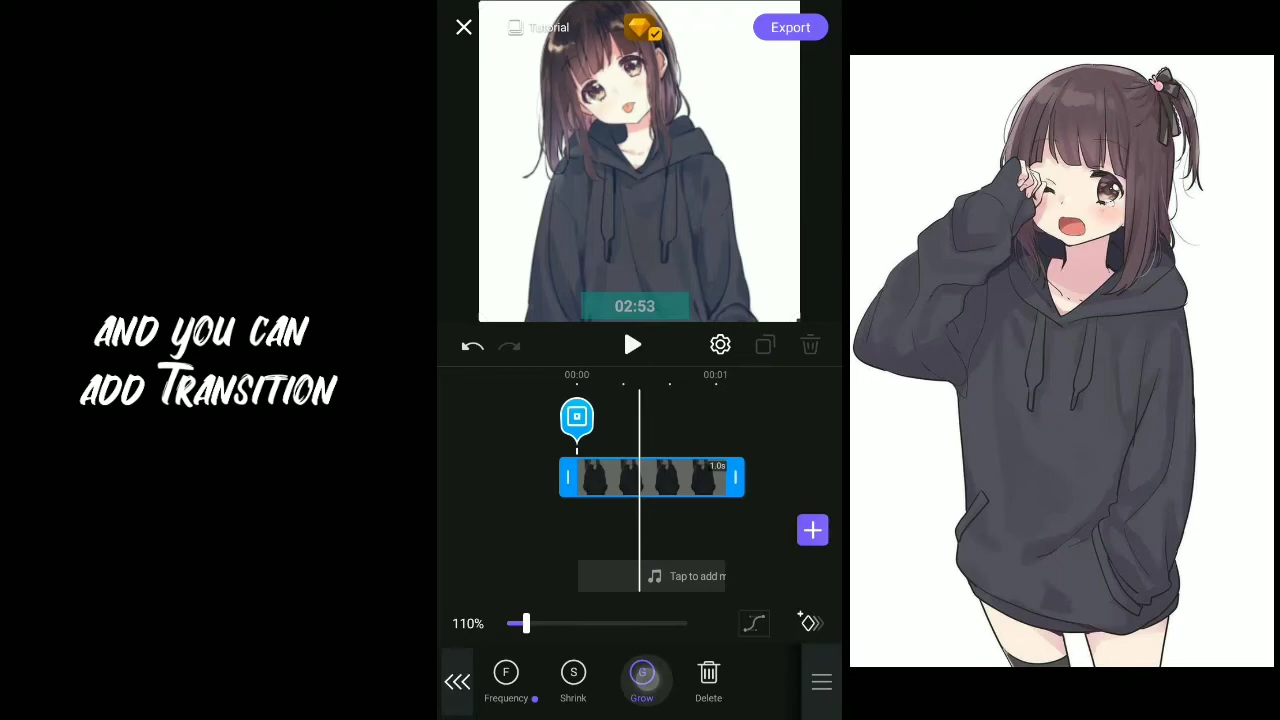 Tutorial
Export
02:53
AND YOU CAN
ADD TRANSITION
00:00
00:01
1.0s
Tap to add m
110%
F
S
G
Frequency
Shrink
Grow
Delete